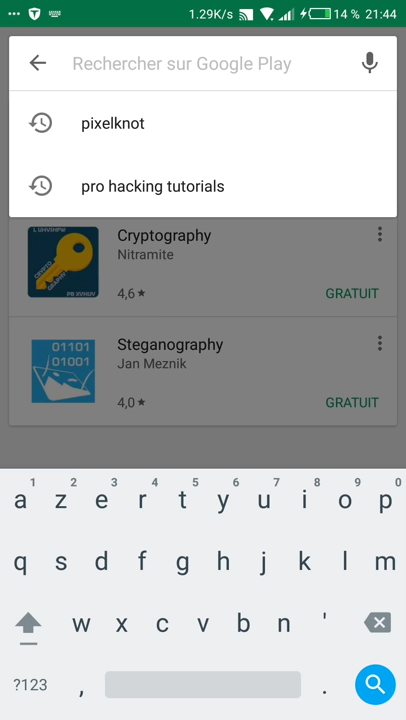 1.29K/s 14 % 21:44
Rechercher sur Google Play
pixelknot
pro hacking tutorials
Cryptography
Nitramite
4,6★ GRATUIT
01101
01001
Steganography
Jan Meznik
4,0★ GRATUIT
1 2 3 4 5 6 7 8 9 0
a z e r t y u i o p
q s d f g h j k l m
w x c v b n '
?123 , .